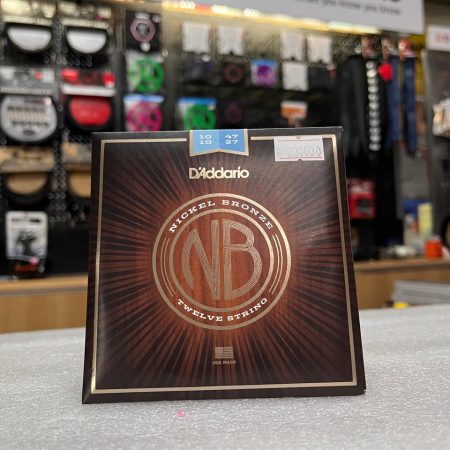 10 47
10 27
D'Addario
NICKEL BRONZE
NB
TWELVE STRING
USA MADE